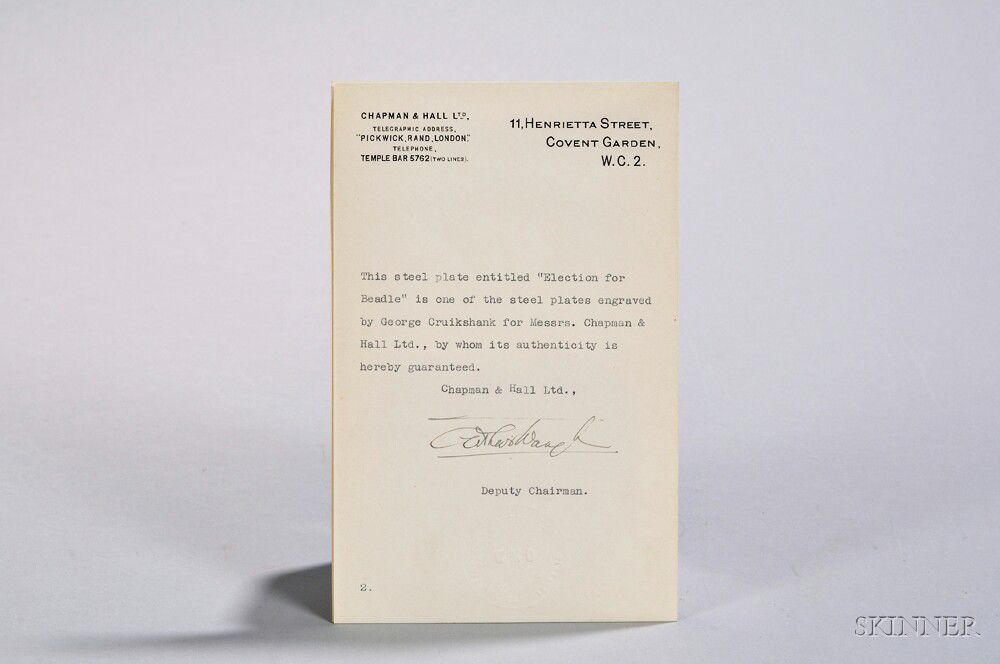 CHAPMAN & HALL LTD,
TELEGRAPHIC ADDRESS,
"PICKWICK, RAND, LONDON."
TELEPHONE,
TEMPLE BAR 5762 (TWO LINES).
11, HENRIETTA STREET,
COVENT GARDEN,
W.C. 2.
This steel plate entitled "Election for
Beadle" is one of the steel plates engraved
by George Cruikshank for Messrs. Chapman &
Hall Ltd., by whom its authenticity is
hereby guaranteed.
Chapman & Hall Ltd.,
Arthur Waugh
Deputy Chairman.
2.
SKINNER